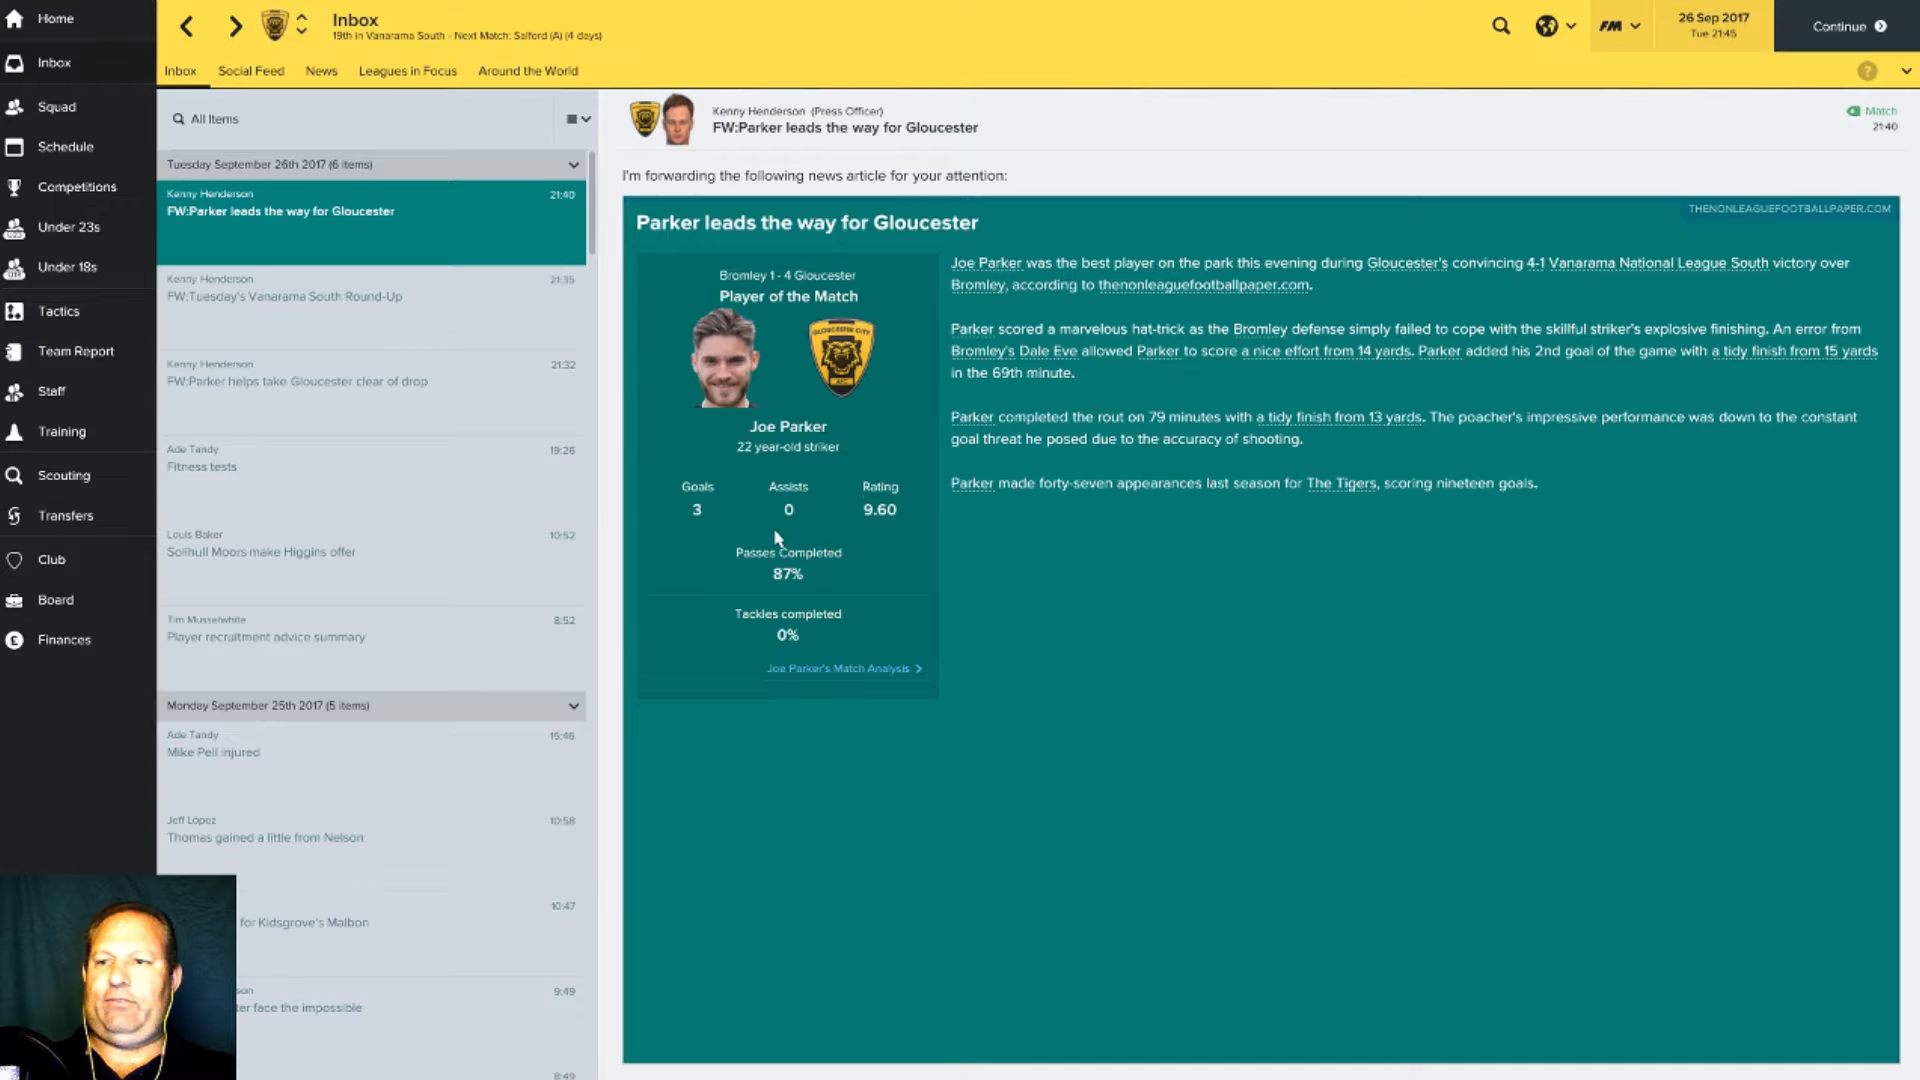 Home
Inbox
Squad
Schedule
Competitions
Under 23s
Under 18s
Tactics
Team Report
Staff
Training
Scouting
Transfers
Club
Board
Finances
Inbox
19th in Vanarama South - Next Match: Salford (A) (4 days)
FM
26 Sep 2017
Tue 21:45
Continue
Inbox
Social Feed
News
Leagues in Focus
Around the World
?
All Items
Tuesday September 26th 2017 (6 items)
Kenny Henderson 21:40
FW:Parker leads the way for Gloucester
Kenny Henderson 21:35
FW:Tuesday's Vanarama South Round-Up
Kenny Henderson 21:32
FW:Parker helps take Gloucester clear of drop
Ade Tandy 19:26
Fitness tests
Louis Baker 10:52
Solihull Moors make Higgins offer
Tim Musselwhite 8:52
Player recruitment advice summary
Monday September 25th 2017 (5 items)
Ade Tandy 15:46
Mike Pell injured
Jeff López 10:58
Thomas gained a little from Nelson
10:47
for Kidsgrove's Malbon
son 9:49
ter face the impossible
8:49
Kenny Henderson (Press Officer)
FW:Parker leads the way for Gloucester
Match
21:40
I'm forwarding the following news article for your attention:
Parker leads the way for Gloucester
THENONLEAGUEFOOTBALLPAPER.COM
Bromley 1 - 4 Gloucester
Player of the Match
GLOUCESTER CITY
AFC
Joe Parker
22 year-old striker
Goals Assists Rating
3 0 9.60
Passes Completed
87%
Tackles completed
0%
Joe Parker's Match Analysis
Joe Parker was the best player on the park this evening during Gloucester's convincing 4-1 Vanarama National League South victory over
Bromley, according to thenonleaguefootballpaper.com.
Parker scored a marvelous hat-trick as the Bromley defense simply failed to cope with the skillful striker's explosive finishing. An error from
Bromley's Dale Eve allowed Parker to score a nice effort from 14 yards. Parker added his 2nd goal of the game with a tidy finish from 15 yards
in the 69th minute.
Parker completed the rout on 79 minutes with a tidy finish from 13 yards. The poacher's impressive performance was down to the constant
goal threat he posed due to the accuracy of shooting.
Parker made forty-seven appearances last season for The Tigers, scoring nineteen goals.